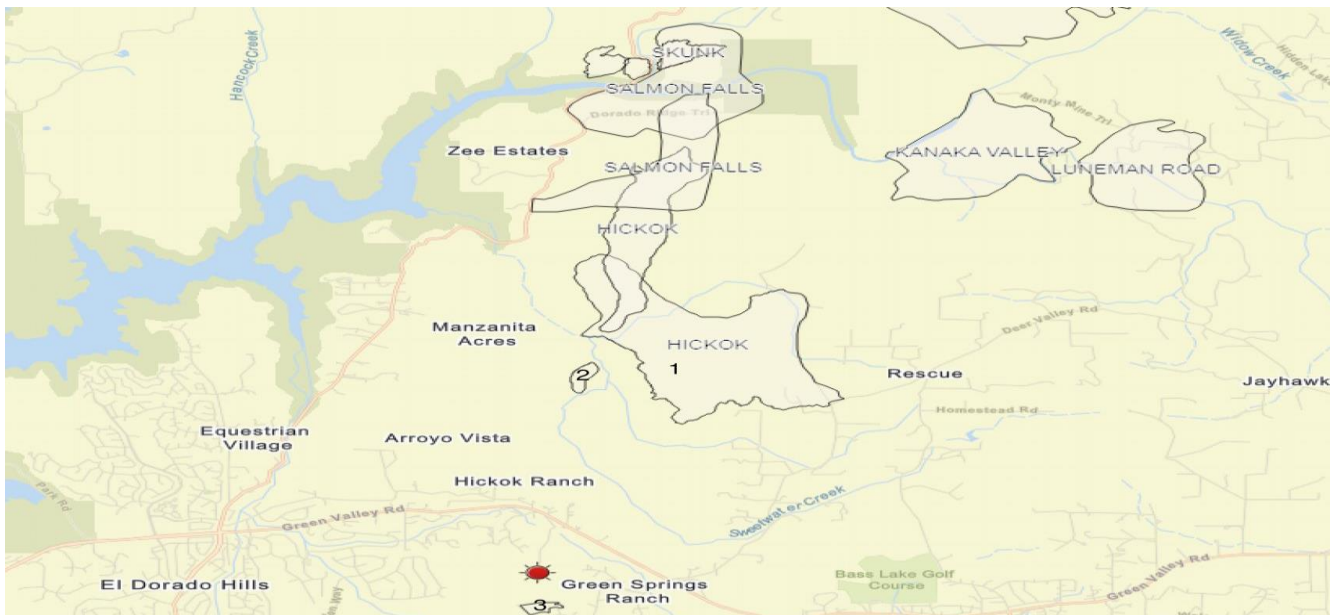 Hancock Creek
SKUNK
SALMON FALLS
Dorado Ridge Trl
Zee Estates
SALMON FALLS
Widow Creek
Hidden Lake
Monty Mine Trl
KANAKA VALLEY
LUNEMAN ROAD
HICKOK
Manzanita
Acres
HICKOK
1
2
Deer Valley Rd
Rescue
Jayhawk
Homestead Rd
Equestrian
Village
Arroyo Vista
Hickok Ranch
Park Rd
Green Valley Rd
Sweetwater Creek
El Dorado Hills
Green Springs
Ranch
3
Bass Lake Golf
Course
Green Valley Rd